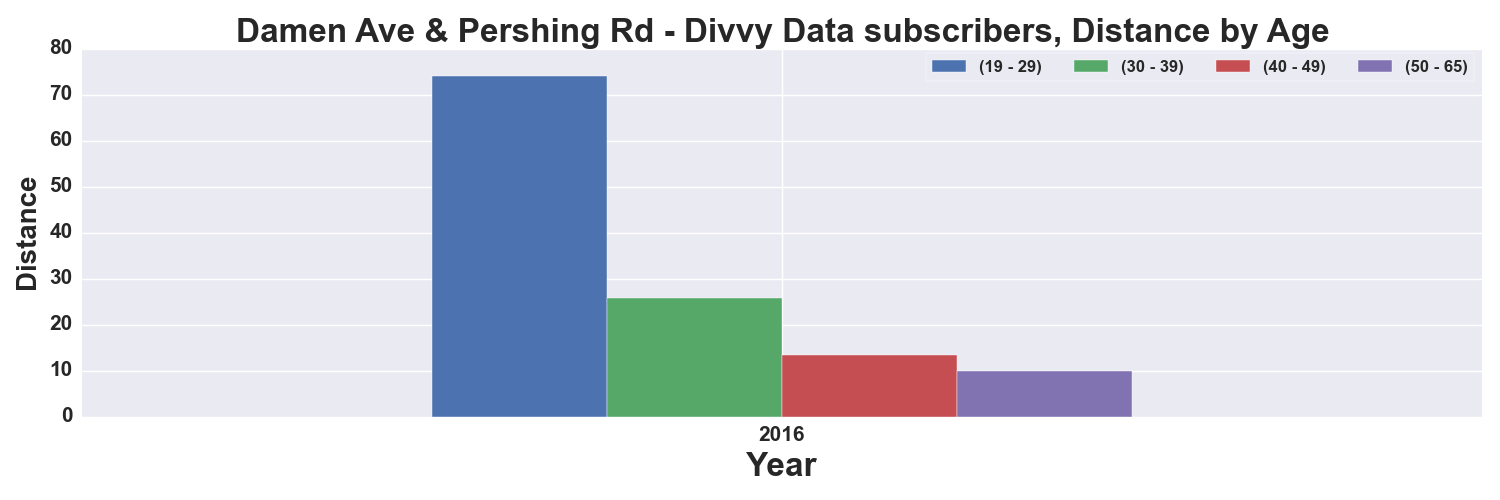 Damen Ave & Pershing Rd - Divvy Data subscribers, Distance by Age
80
(19 - 29) (30 - 39) (40 - 49) (50 - 65)
70
60
50
40
30
20
10
0
Distance
2016
Year